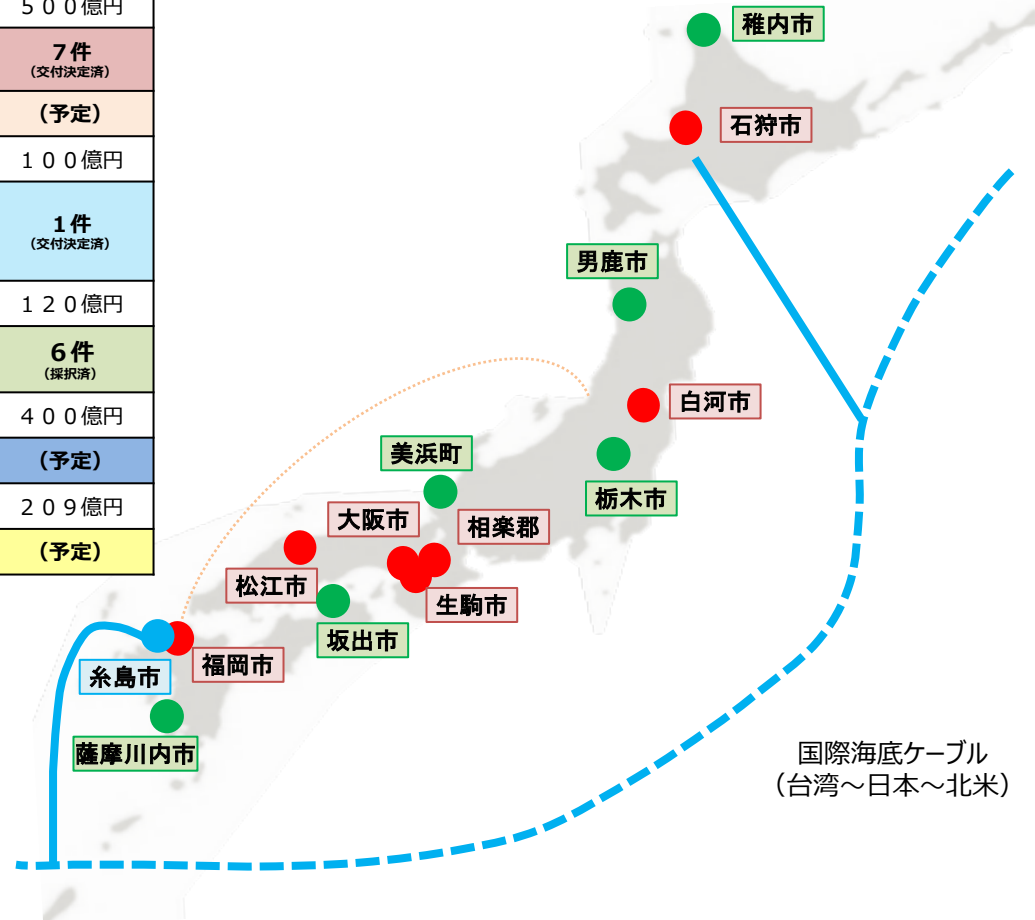 ５００億円
７件
（交付決定済）
（予定）
１００億円
１件
（交付決定済）
１２０億円
６件
（採択済）
４００億円
（予定）
２０９億円
（予定）
稚内市
石狩市
男鹿市
白河市
美浜町
栃木市
大阪市
相楽郡
松江市
生駒市
坂出市
福岡市
糸島市
薩摩川内市
国際海底ケーブル
（台湾～日本～北米）